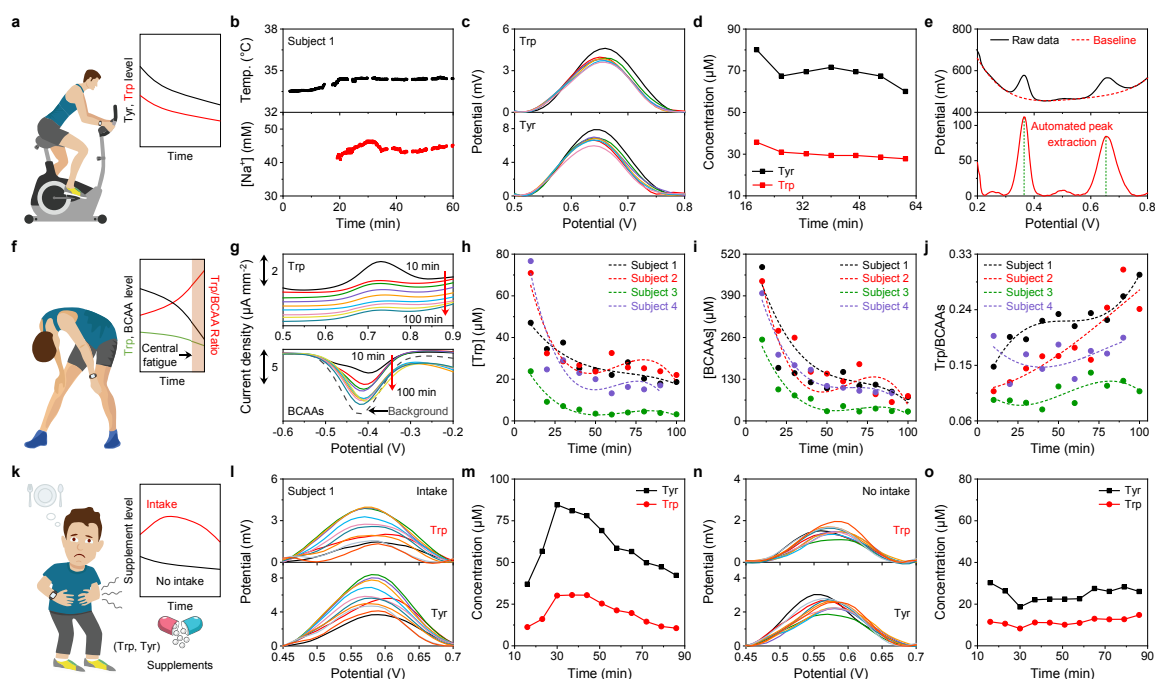 a
Tyr, Trp level
Time
b
Subject 1
Temp. (°C)
38
35
32
[Na⁺] (mM)
50
45
40
30
0
20
40
60
Time (min)
c
Trp
6
3
0
Tyr
8
4
0
Potential (mV)
0.5
0.6
0.7
0.8
Potential (V)
d
Concentration (µM)
90
70
50
30
10
Tyr
Trp
16
32
48
64
Time (min)
e
Raw data
Baseline
Potential (mV)
800
600
400
Automated peak
extraction
100
50
0
0.2
0.4
0.6
0.8
Potential (V)
f
Trp, BCAA level
Trp/BCAA
Ratio
Central
fatigue
Time
g
Trp
2
10 min
100 min
Current density (µA mm⁻²)
0.5
0.6
0.7
0.8
0.9
5
10 min
100 min
Background
BCAAs
-0.6
-0.5
-0.4
-0.3
-0.2
Potential (V)
h
[Trp] (µM)
80
60
40
20
0
Subject 1
Subject 2
Subject 3
Subject 4
0
25
50
75
100
Time (min)
i
[BCAAs] (µM)
520
390
260
130
0
Subject 1
Subject 2
Subject 3
Subject 4
0
25
50
75
100
Time (min)
j
Trp/BCAAs
0.33
0.24
0.15
0.06
Subject 1
Subject 2
Subject 3
Subject 4
0
25
50
75
100
Time (min)
k
Supplement level
Intake
No intake
Time
(Trp, Tyr)
Supplements
l
Subject 1
Intake
Trp
6
3
0
Tyr
9
6
3
0
Potential (mV)
0.45
0.5
0.55
0.6
0.65
0.7
Potential (V)
m
Concentration (µM)
100
75
50
25
0
Tyr
Trp
10
30
50
70
90
Time (min)
n
No intake
Trp
4
2
0
Tyr
4
2
0
Potential (mV)
0.45
0.5
0.55
0.6
0.65
0.7
Potential (V)
o
Concentration (µM)
80
60
40
20
0
Tyr
Trp
10
30
50
70
90
Time (min)